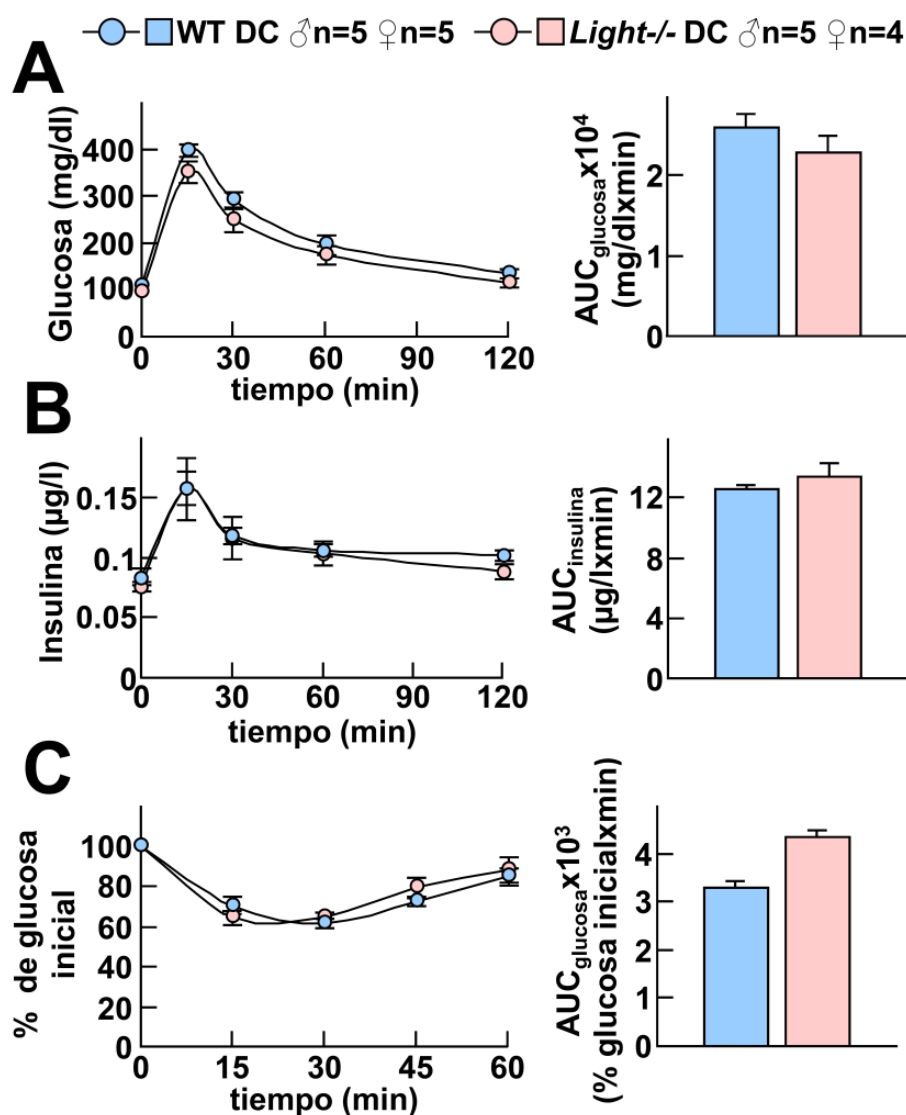 WT DC ♂n=5 ♀n=5 Light-/- DC ♂n=5 ♀n=4
A
Glucosa (mg/dl)
400
300
200
100
0
0 30 60 90 120
tiempo (min)
AUCglucosax10⁴
(mg/dlxmin)
2
1
0
B
Insulina (µg/l)
0.15
0.1
0.05
0
0 30 60 90 120
tiempo (min)
AUCinsulina
(µg/lxmin)
12
8
4
0
C
% de glucosa
inicial
100
80
60
40
20
0
0 15 30 45 60
tiempo (min)
AUCglucosax10³
(% glucosa inicialxmin)
4
3
2
1
0